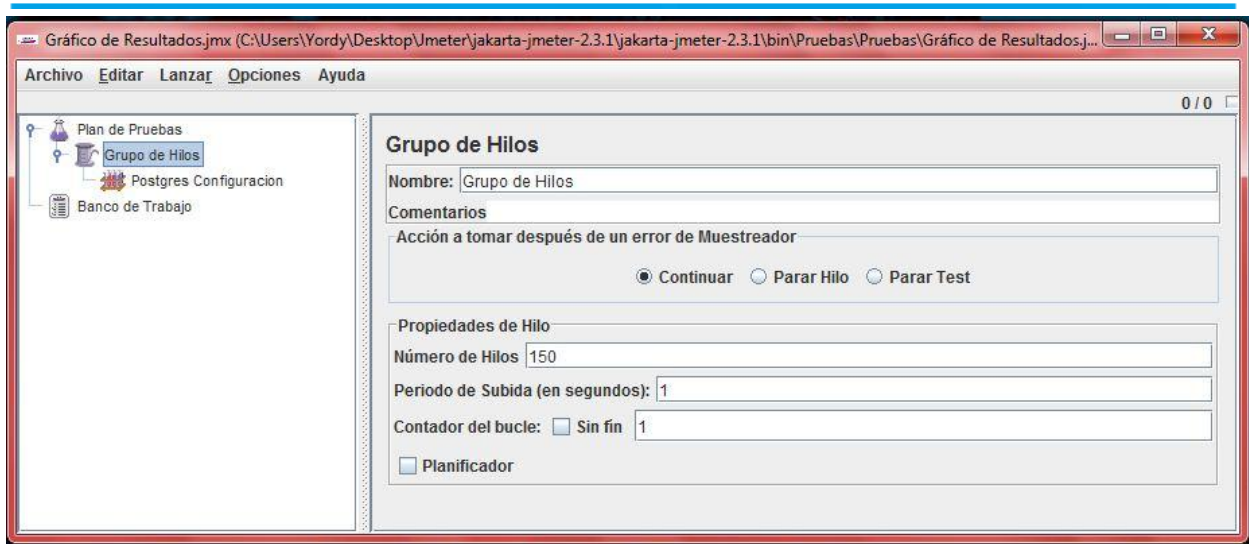 Gráfico de Resultados.jmx (C:\Users\Yordy\Desktop\Jmeter\jakarta-jmeter-2.3.1\jakarta-jmeter-2.3.1\bin\Pruebas\Pruebas\Gráfico de Resultados.j...
Archivo Editar Lanzar Opciones Ayuda
0 / 0
Plan de Pruebas
Grupo de Hilos
Postgres Configuracion
Banco de Trabajo
Grupo de Hilos
Nombre: Grupo de Hilos
Comentarios
Acción a tomar después de un error de Muestreador
Continuar Parar Hilo Parar Test
Propiedades de Hilo
Número de Hilos 150
Periodo de Subida (en segundos): 1
Contador del bucle: Sin fín 1
Planificador